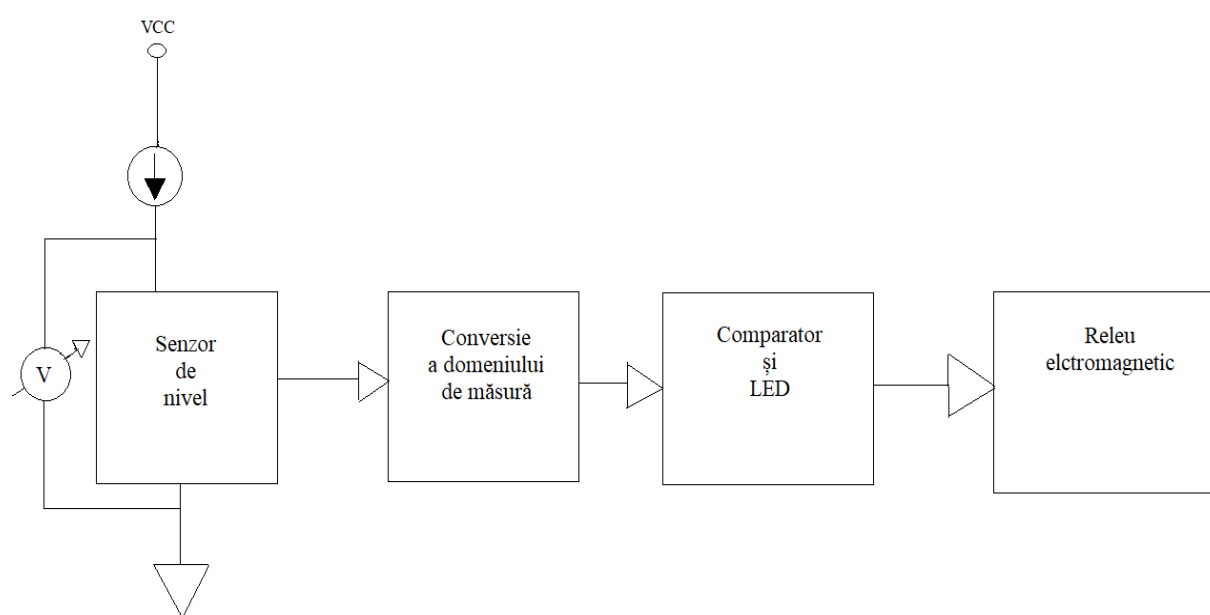 VCC
V
Senzor
de
nivel
Conversie
a domeniului
de măsură
Comparator
și
LED
Releu
elctromagnetic